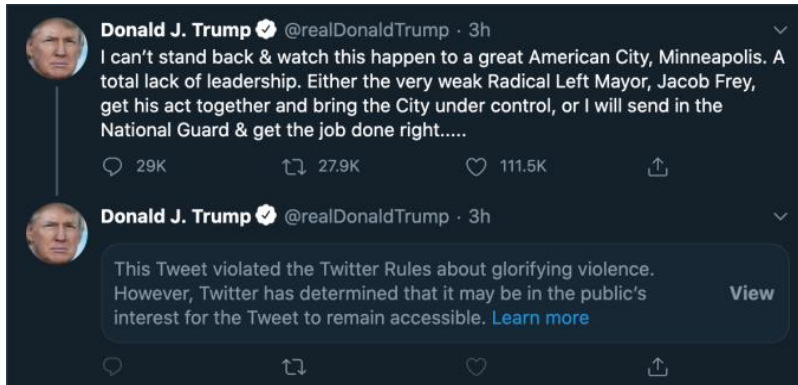 Donald J. Trump @realDonaldTrump · 3h
I can't stand back & watch this happen to a great American City, Minneapolis. A
total lack of leadership. Either the very weak Radical Left Mayor, Jacob Frey,
get his act together and bring the City under control, or I will send in the
National Guard & get the job done right.....
29K 27.9K 111.5K
Donald J. Trump @realDonaldTrump · 3h
This Tweet violated the Twitter Rules about glorifying violence.
However, Twitter has determined that it may be in the public's View
interest for the Tweet to remain accessible. Learn more